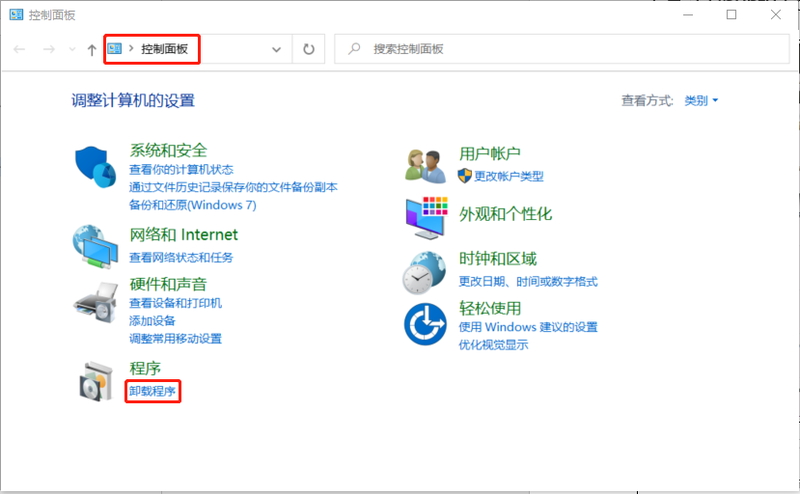 控制面板
控制面板
搜索控制面板
调整计算机的设置
查看方式:
类别
系统和安全
查看你的计算机状态
通过文件历史记录保存你的文件备份副本
备份和还原(Windows 7)
网络和 Internet
查看网络状态和任务
硬件和声音
查看设备和打印机
添加设备
调整常用移动设置
程序
卸载程序
用户帐户
更改帐户类型
外观和个性化
时钟和区域
更改日期、时间或数字格式
轻松使用
使用 Windows 建议的设置
优化视觉显示